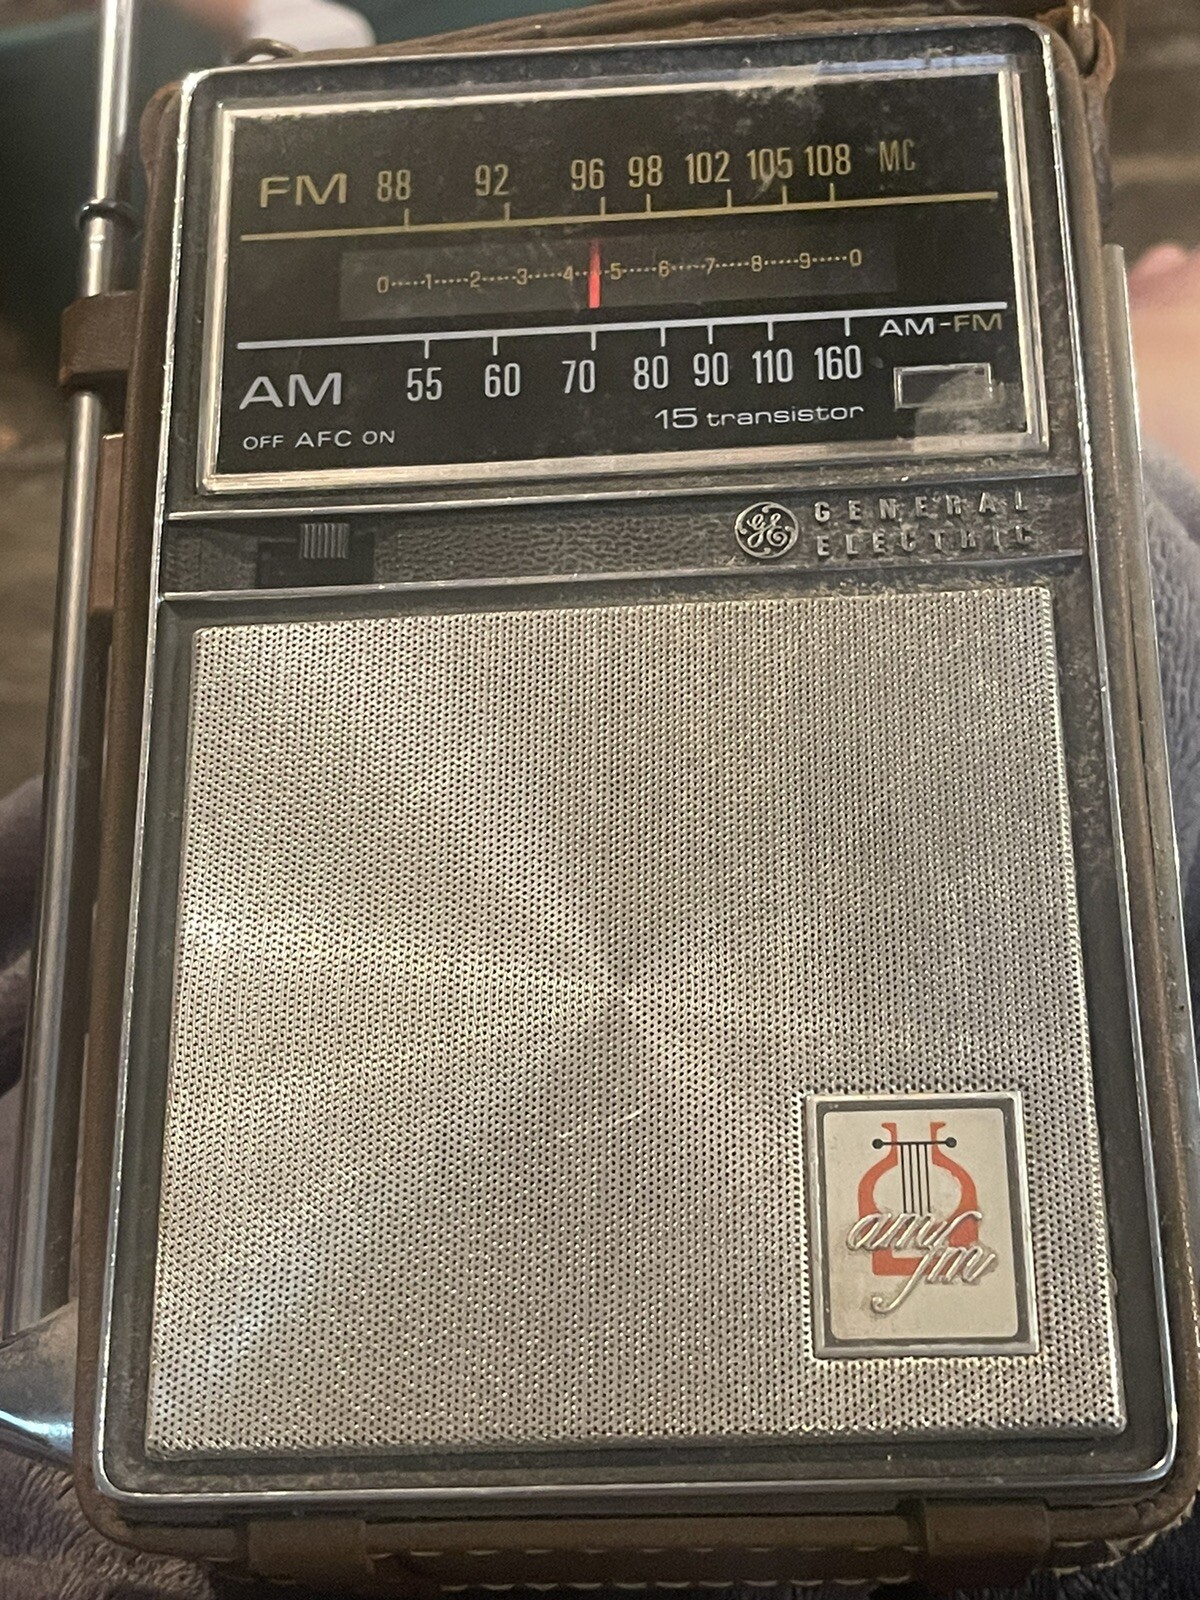 FM 88 92 96 98 102 105 108 MC
0 1 2 3 4 5 6 7 8 9 0
AM-FM
AM 55 60 70 80 90 110 160
15 transistor
OFF AFC ON
GE GENERAL
ELECTRIC
am
fm